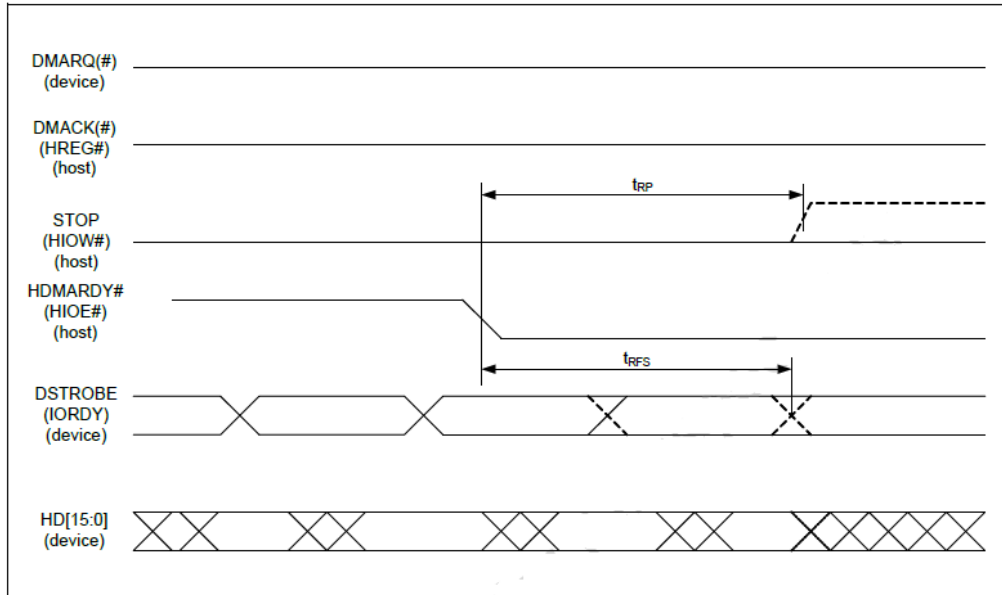 DMARQ(#)
(device)
DMACK(#)
(HREG#)
(host)
tRP
STOP
(HIOW#)
(host)
HDMARDY#
(HIOE#)
(host)
tRFS
DSTROBE
(IORDY)
(device)
HD[15:0]
(device)